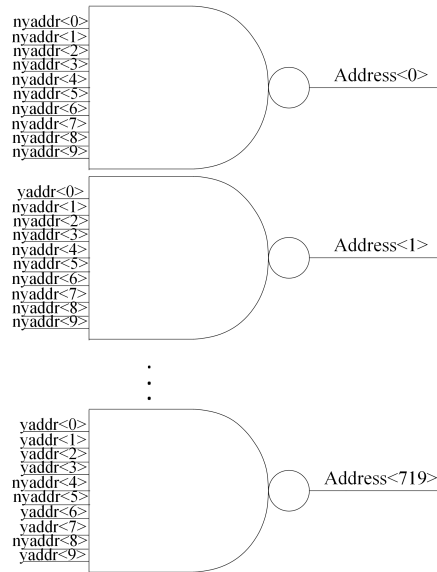 nyaddr<0>
nyaddr<1>
nyaddr<2>
nyaddr<3>
nyaddr<4>
nyaddr<5>
nyaddr<6>
nyaddr<7>
nyaddr<8>
nyaddr<9>
Address<0>
yaddr<0>
nyaddr<1>
nyaddr<2>
nyaddr<3>
nyaddr<4>
nyaddr<5>
nyaddr<6>
nyaddr<7>
nyaddr<8>
nyaddr<9>
Address<1>
yaddr<0>
yaddr<1>
yaddr<2>
yaddr<3>
nyaddr<4>
nyaddr<5>
yaddr<6>
yaddr<7>
nyaddr<8>
yaddr<9>
Address<719>